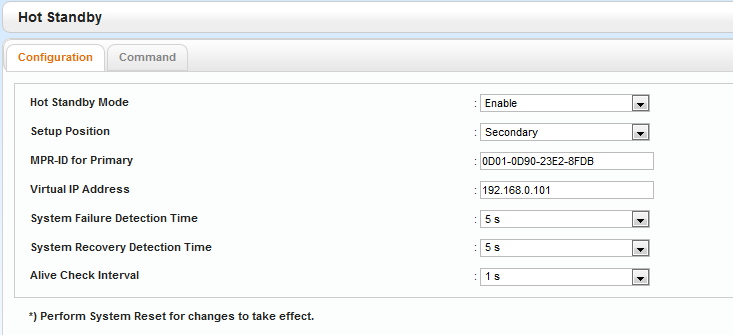 Hot Standby
Configuration Command
Hot Standby Mode : Enable
Setup Position : Secondary
MPR-ID for Primary : 0D01-0D90-23E2-8FDB
Virtual IP Address : 192.168.0.101
System Failure Detection Time : 5 s
System Recovery Detection Time : 5 s
Alive Check Interval : 1 s
*) Perform System Reset for changes to take effect.